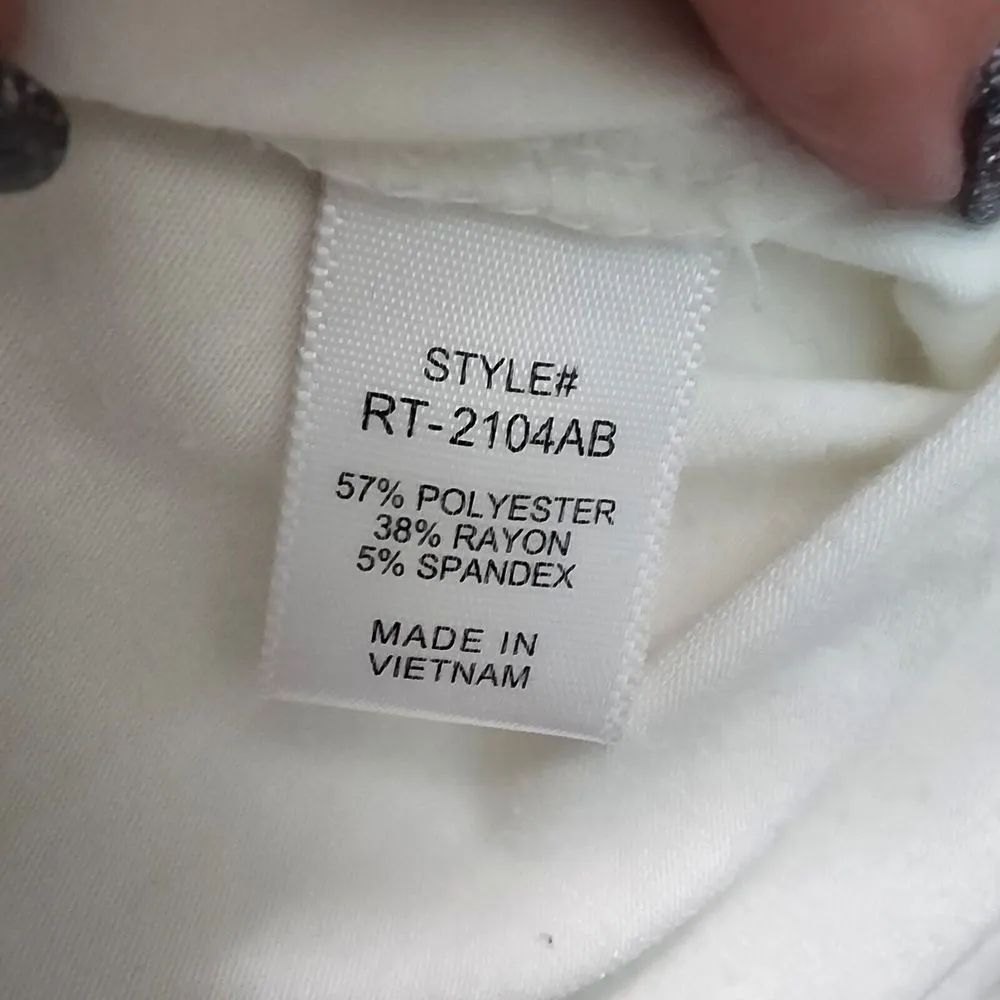 STYLE#
RT-2104AB
57% POLYESTER
38% RAYON
5% SPANDEX
MADE IN
VIETNAM